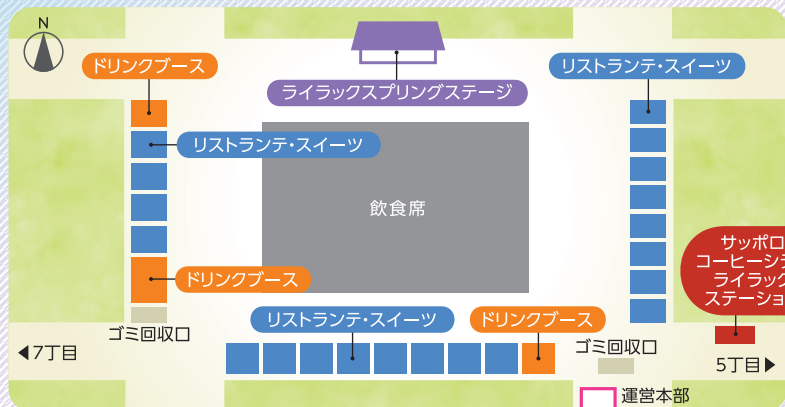 N
ドリンクブース
リストランテ・スイーツ
ライラックスプリングステージ
リストランテ・スイーツ
飲食席
サッポロ
コーヒーシ
ライラック
ステーショ
ドリンクブース
リストランテ・スイーツ
ドリンクブース
ゴミ回収口
ゴミ回収口
◀7丁目
5丁目▶
運営本部